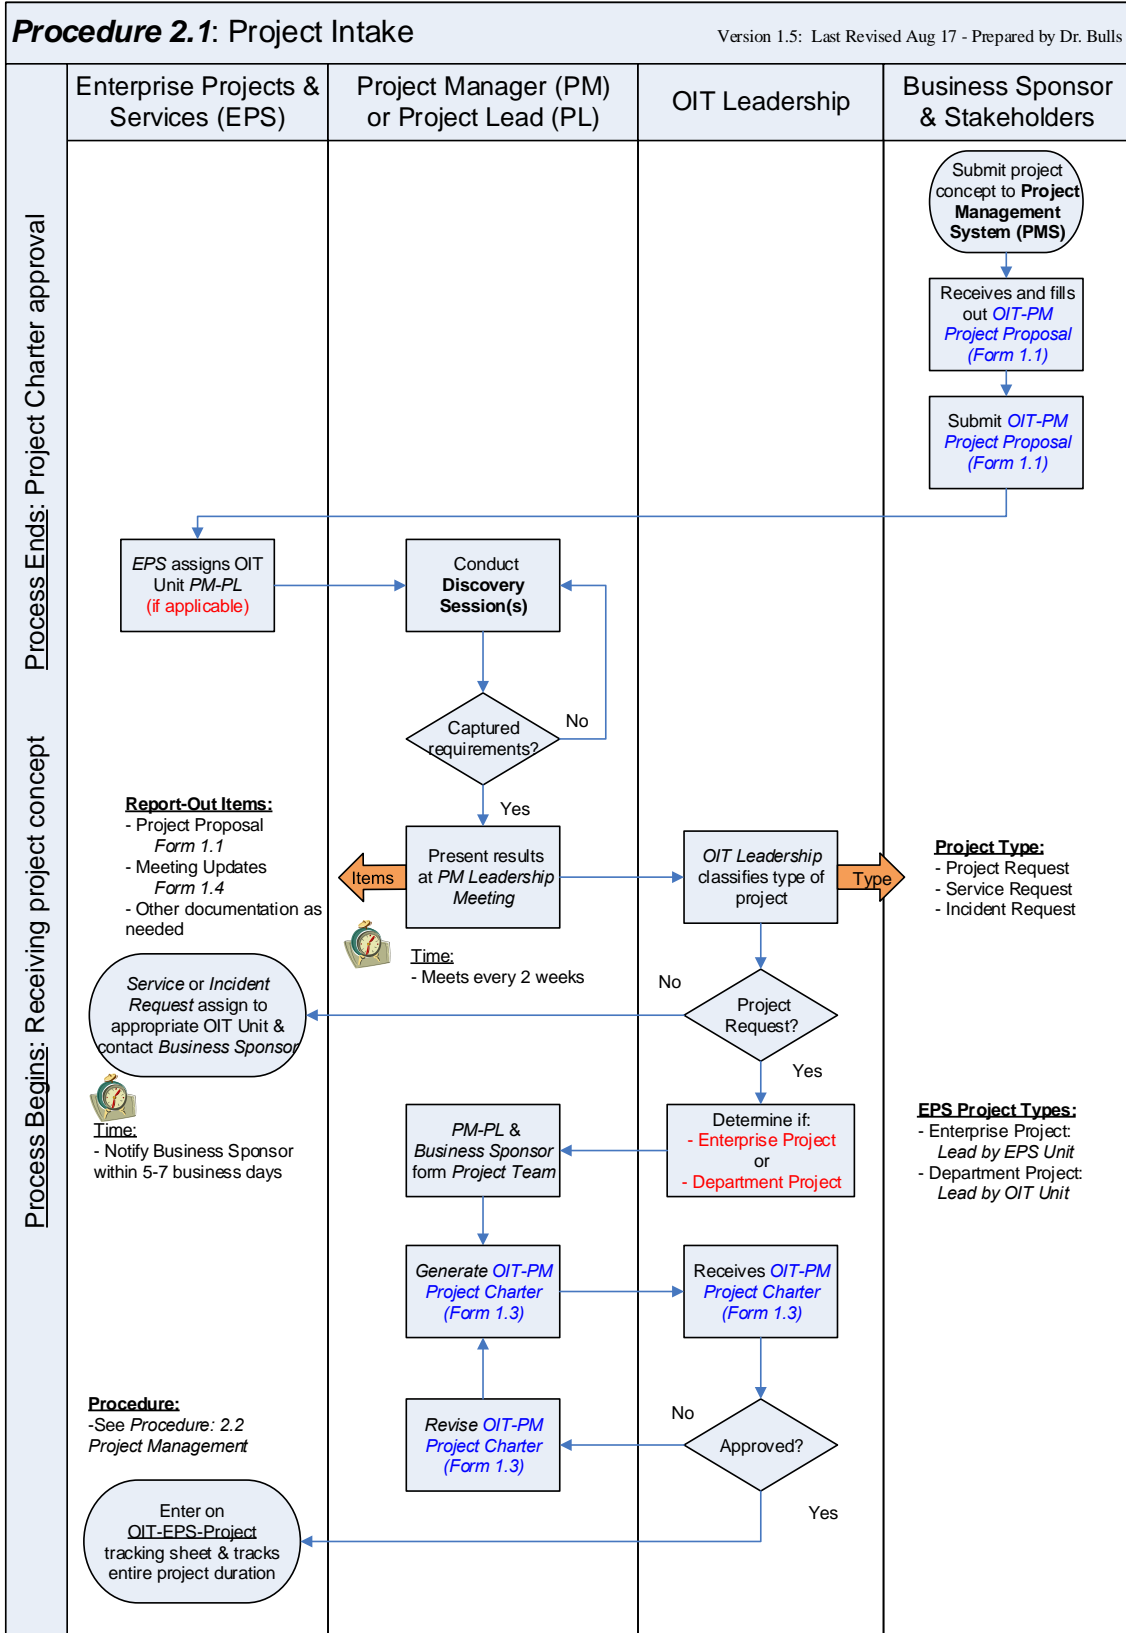 Procedure 2.1: Project Intake
Version 1.5: Last Revised Aug 17 - Prepared by Dr. Bulls
Enterprise Projects &
Services (EPS)
Project Manager (PM)
or Project Lead (PL)
OIT Leadership
Business Sponsor
& Stakeholders
Process Begins: Receiving project concept
Process Ends: Project Charter approval
Submit project
concept to Project
Management
System (PMS)
Receives and fills
out OIT-PM
Project Proposal
(Form 1.1)
Submit OIT-PM
Project Proposal
(Form 1.1)
EPS assigns OIT
Unit PM-PL
(if applicable)
Conduct
Discovery
Session(s)
Captured
requirements?
No
Yes
Report-Out Items:
- Project Proposal
Form 1.1
- Meeting Updates
Form 1.4
- Other documentation as
needed
Items
Present results
at PM Leadership
Meeting
OIT Leadership
classifies type of
project
Type
Project Type:
- Project Request
- Service Request
- Incident Request
Time:
- Meets every 2 weeks
Service or Incident
Request assign to
appropriate OIT Unit &
contact Business Sponsor
No
Project
Request?
Yes
Time:
- Notify Business Sponsor
within 5-7 business days
PM-PL &
Business Sponsor
form Project Team
Determine if:
- Enterprise Project
or
- Department Project
EPS Project Types:
- Enterprise Project:
Lead by EPS Unit
- Department Project:
Lead by OIT Unit
Generate OIT-PM
Project Charter
(Form 1.3)
Receives OIT-PM
Project Charter
(Form 1.3)
Procedure:
-See Procedure: 2.2
Project Management
Revise OIT-PM
Project Charter
(Form 1.3)
No
Approved?
Yes
Enter on
OIT-EPS-Project
tracking sheet & tracks
entire project duration